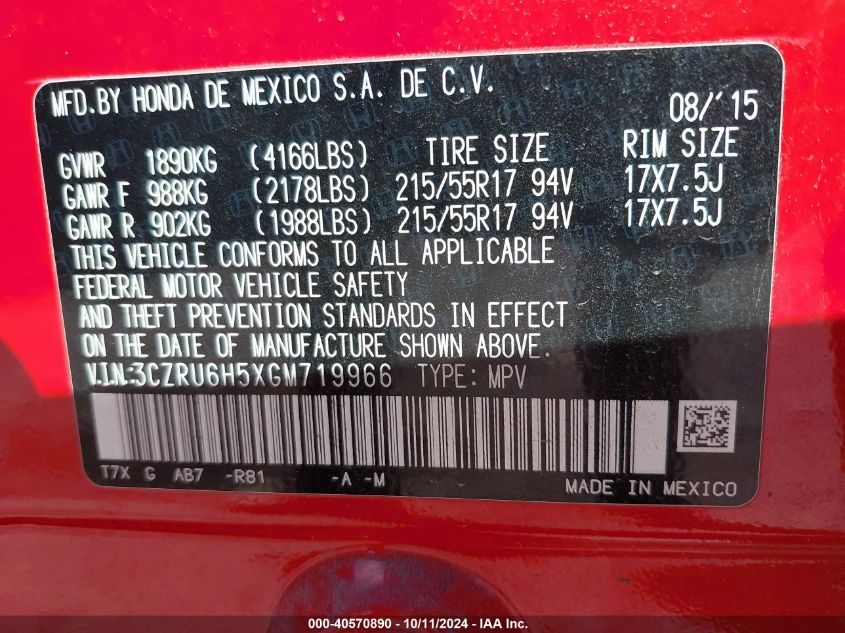 MFD.BY HONDA DE MEXICO S.A. DE C.V.
08/'15
GVWR 1890KG (4166LBS) TIRE SIZE RIM SIZE
GAWR F 988KG (2178LBS) 215/55R17 94V 17X7.5J
GAWR R 902KG (1988LBS) 215/55R17 94V 17X7.5J
THIS VEHICLE CONFORMS TO ALL APPLICABLE
FEDERAL MOTOR VEHICLE SAFETY
AND THEFT PREVENTION STANDARDS IN EFFECT
ON THE DATE OF MANUFACTURE SHOWN ABOVE.
V.I.N:3CZRU6H5XGM719966 TYPE: MPV
T7X G AB7 -R81 -A -M
MADE IN MEXICO
000-40570890 - 10/11/2024 - IAA, Inc.